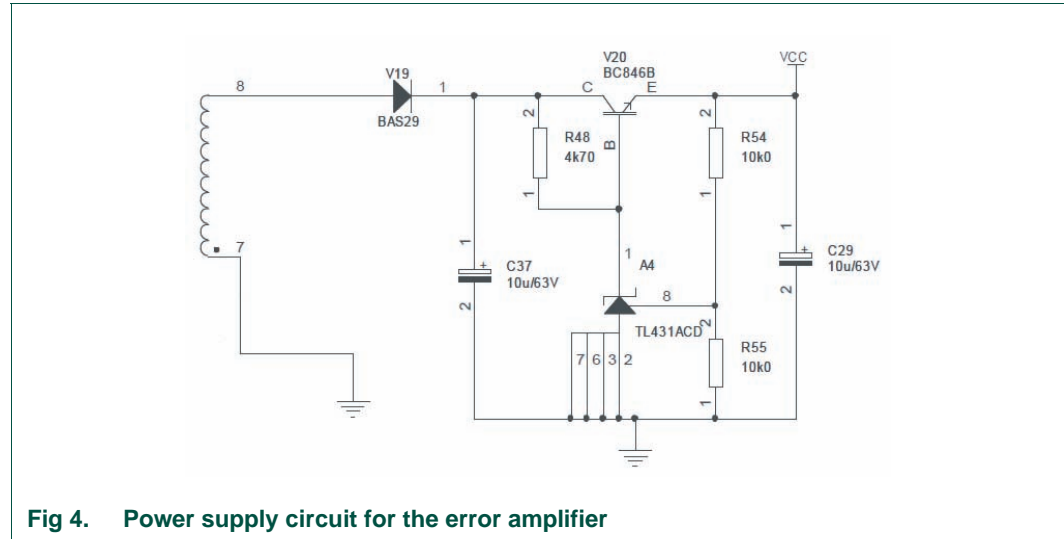 V20
BC846B
VCC
V19
8
1
C
E
BAS29
2
R48
4k70
1
B
2
R54
10k0
1
7
1
+
C37
10u/63V
2
1
A4
8
TL431ACD
7 6 3 2
2
R55
10k0
1
1
+
C29
10u/63V
2
Fig 4. Power supply circuit for the error amplifier